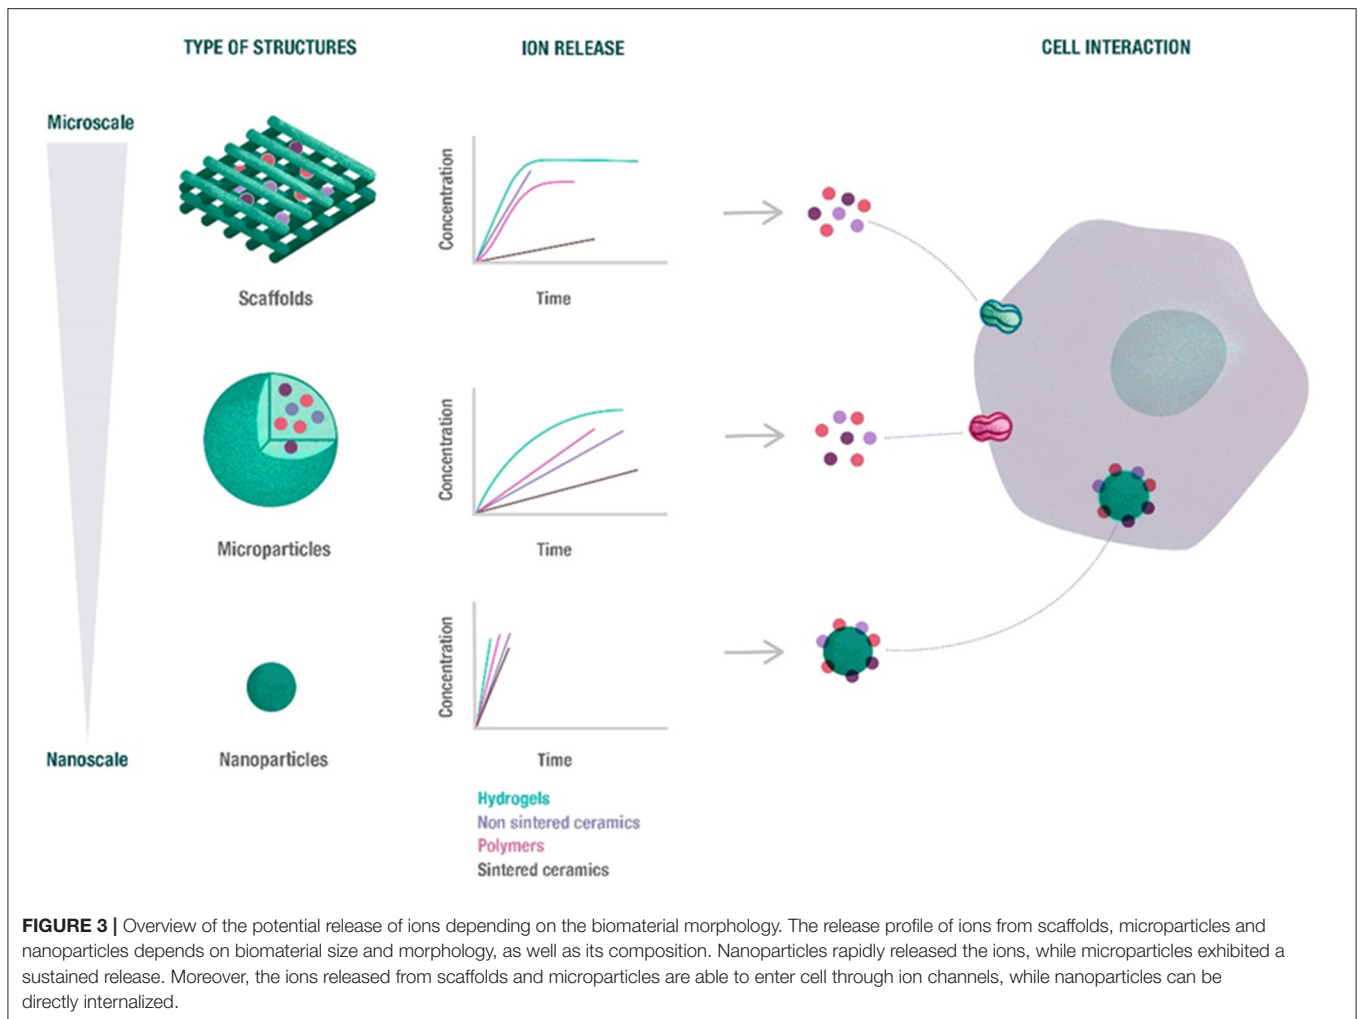 TYPE OF STRUCTURES
ION RELEASE
CELL INTERACTION
Microscale
Concentration
Scaffolds
Time
Concentration
Microparticles
Time
Concentration
Nanoscale
Nanoparticles
Time
Hydrogels
Non sintered ceramics
Polymers
Sintered ceramics
FIGURE 3 | Overview of the potential release of ions depending on the biomaterial morphology. The release profile of ions from scaffolds, microparticles and
nanoparticles depends on biomaterial size and morphology, as well as its composition. Nanoparticles rapidly released the ions, while microparticles exhibited a
sustained release. Moreover, the ions released from scaffolds and microparticles are able to enter cell through ion channels, while nanoparticles can be
directly internalized.